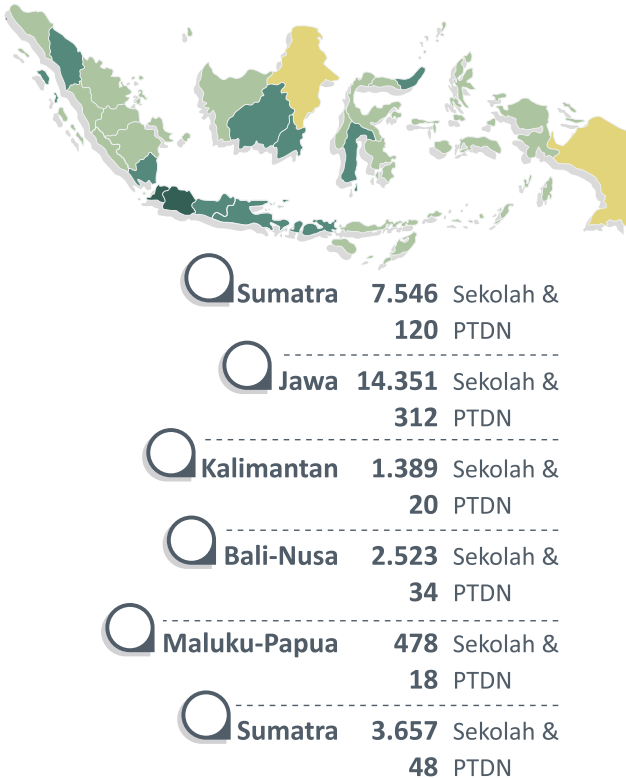 Sumatra 7.546 Sekolah &
120 PTDN
Jawa 14.351 Sekolah &
312 PTDN
Kalimantan 1.389 Sekolah &
20 PTDN
Bali-Nusa 2.523 Sekolah &
34 PTDN
Maluku-Papua 478 Sekolah &
18 PTDN
Sumatra 3.657 Sekolah &
48 PTDN